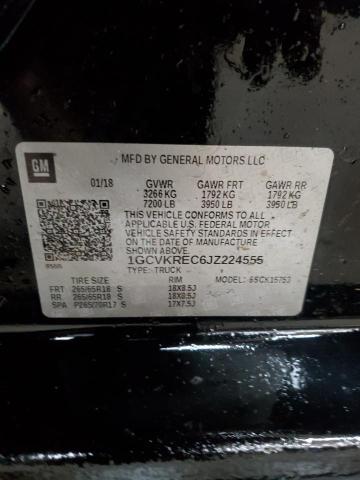 GM
MFD BY GENERAL MOTORS LLC
01/18 GVWR GAWR FRT GAWR RR
3266 KG 1792 KG 1792 KG
7200 LB 3950 LB 3950 LB
THIS VEHICLE CONFORMS TO ALL
APPLICABLE U.S. FEDERAL MOTOR
VEHICLE SAFETY STANDARDS IN
EFFECT ON THE DATE OF MANUFACTURE
SHOWN ABOVE.
1GCVKREC6JZ224555
TYPE: TRUCK MODEL:
TIRE SIZE RIM
FRT 265/65R18 S 18X8.5J
RR 265/65R18 S 18X8.5J
SPA P265/70R17 S 17X7.5J